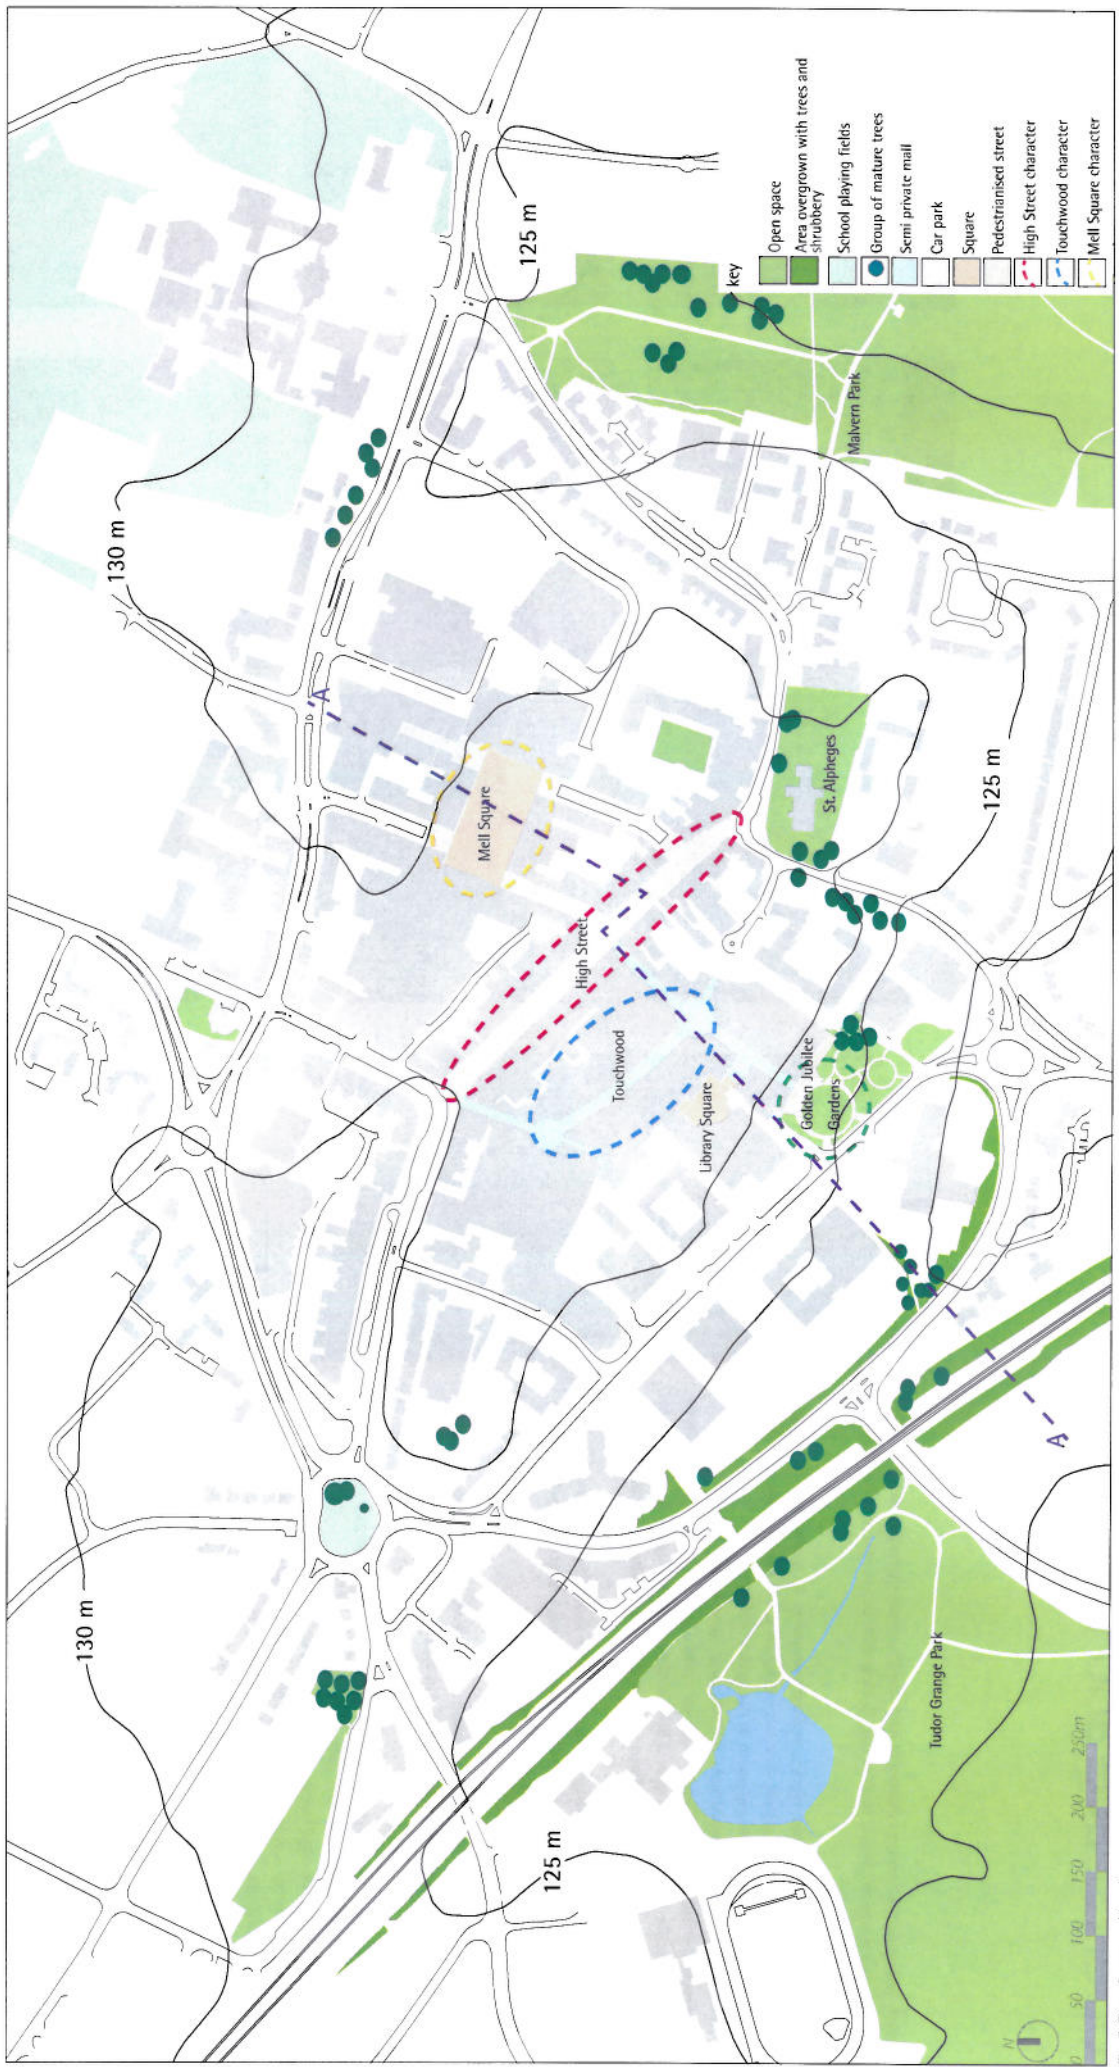 130 m
130 m
125 m
125 m
125 m
A
A
Mell Square
High Street
Touchwood
Library Square
Golden Jubilee
Gardens
St. Alpheges
Malvern Park
Tudor Grange Park
key
Open space
Area overgrown with trees and
shrubbery
School playing fields
Group of mature trees
Semi private mall
Car park
Square
Pedestrianised street
High Street character
Touchwood character
Mell Square character
N
0 50 100 150 200 250m